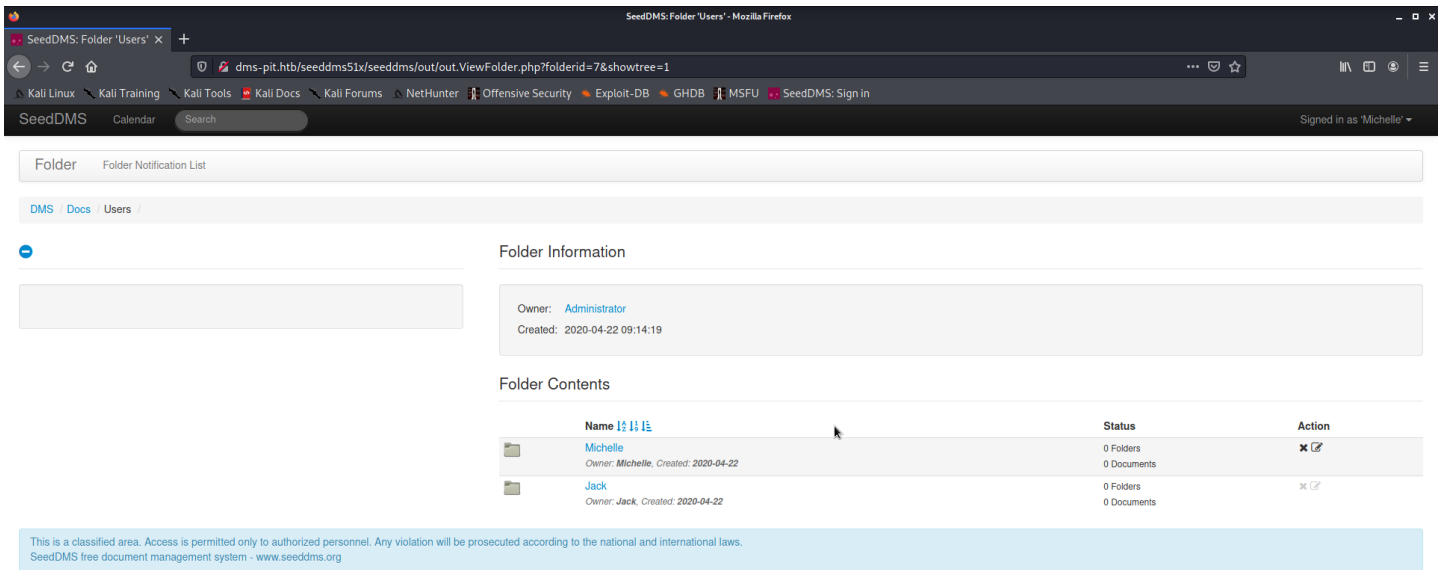 SeedDMS: Folder 'Users' - Mozilla Firefox
SeedDMS: Folder 'Users'
dms-pit.htb/seeddms51x/seeddms/out/out.ViewFolder.php?folderid=7&showtree=1
Kali Linux Kali Training Kali Tools Kali Docs Kali Forums NetHunter Offensive Security Exploit-DB GHDB MSFU SeedDMS: Sign in
SeedDMS Calendar Search Signed in as 'Michelle'
Folder Folder Notification List
DMS / Docs / Users /
Folder Information
Owner: Administrator
Created: 2020-04-22 09:14:19
Folder Contents
Name Status Action
Michelle 0 Folders
Owner: Michelle, Created: 2020-04-22 0 Documents
Jack 0 Folders
Owner: Jack, Created: 2020-04-22 0 Documents
This is a classified area. Access is permitted only to authorized personnel. Any violation will be prosecuted according to the national and international laws.
SeedDMS free document management system - www.seeddms.org